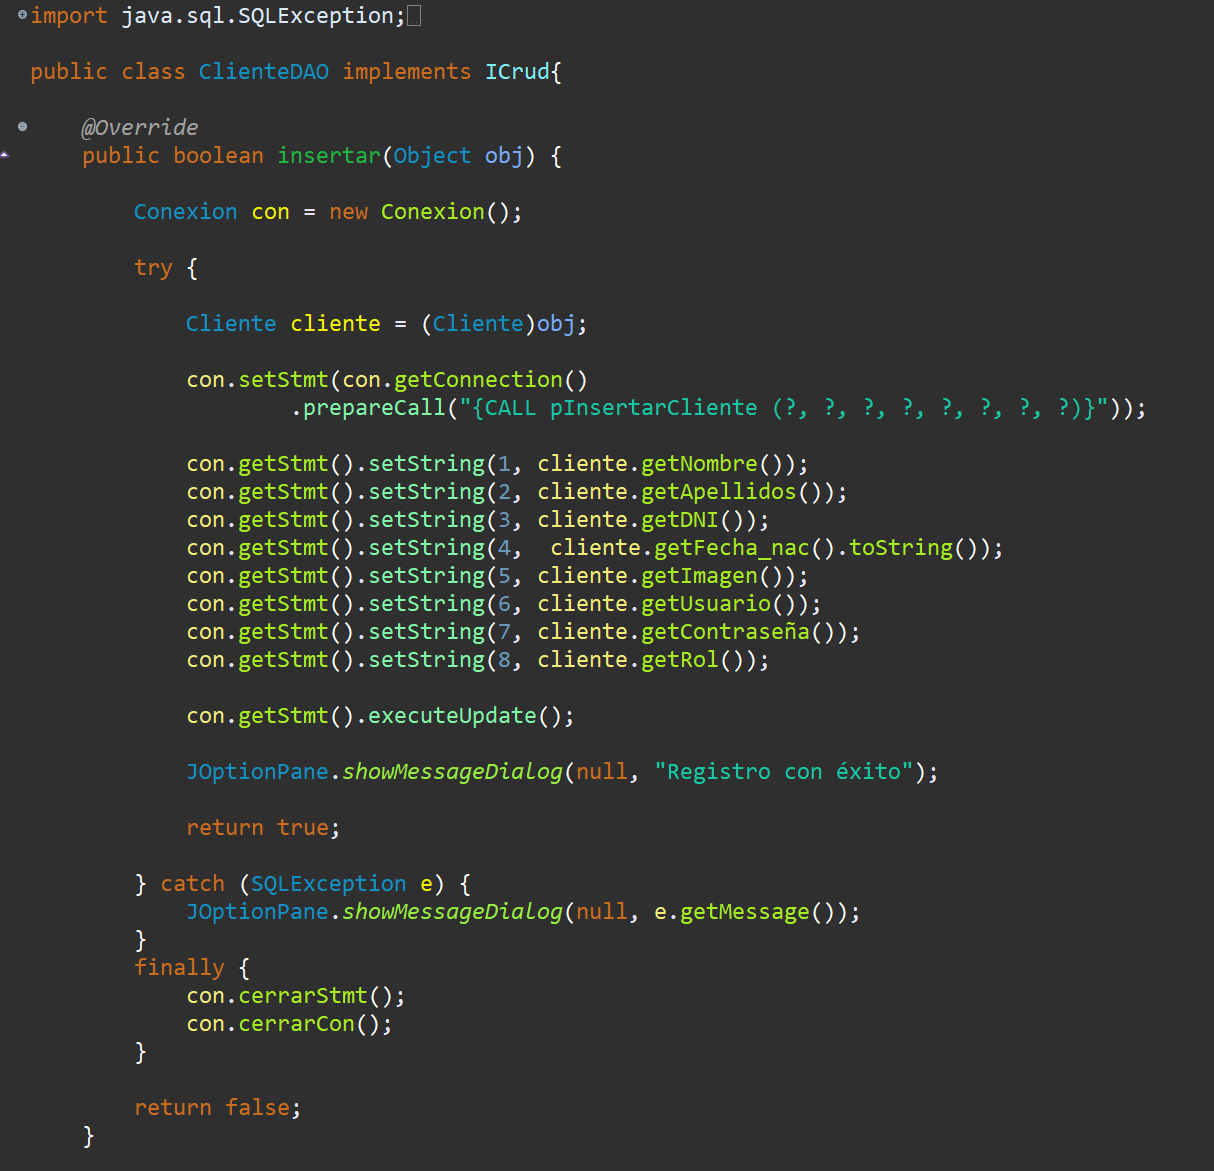 import java.sql.SQLException;
public class ClienteDAO implements ICrud{
@Override
public boolean insertar(Object obj) {
Conexion con = new Conexion();
try {
Cliente cliente = (Cliente)obj;
con.setStmt(con.getConnection()
.prepareCall("{CALL pInsertarCliente (?, ?, ?, ?, ?, ?, ?, ?)}"));
con.getStmt().setString(1, cliente.getNombre());
con.getStmt().setString(2, cliente.getApellidos());
con.getStmt().setString(3, cliente.getDNI());
con.getStmt().setString(4,  cliente.getFecha_nac().toString());
con.getStmt().setString(5, cliente.getImagen());
con.getStmt().setString(6, cliente.getUsuario());
con.getStmt().setString(7, cliente.getContraseña());
con.getStmt().setString(8, cliente.getRol());
con.getStmt().executeUpdate();
JOptionPane.showMessageDialog(null, "Registro con éxito");
return true;
} catch (SQLException e) {
JOptionPane.showMessageDialog(null, e.getMessage());
}
finally {
con.cerrarStmt();
con.cerrarCon();
}
return false;
}